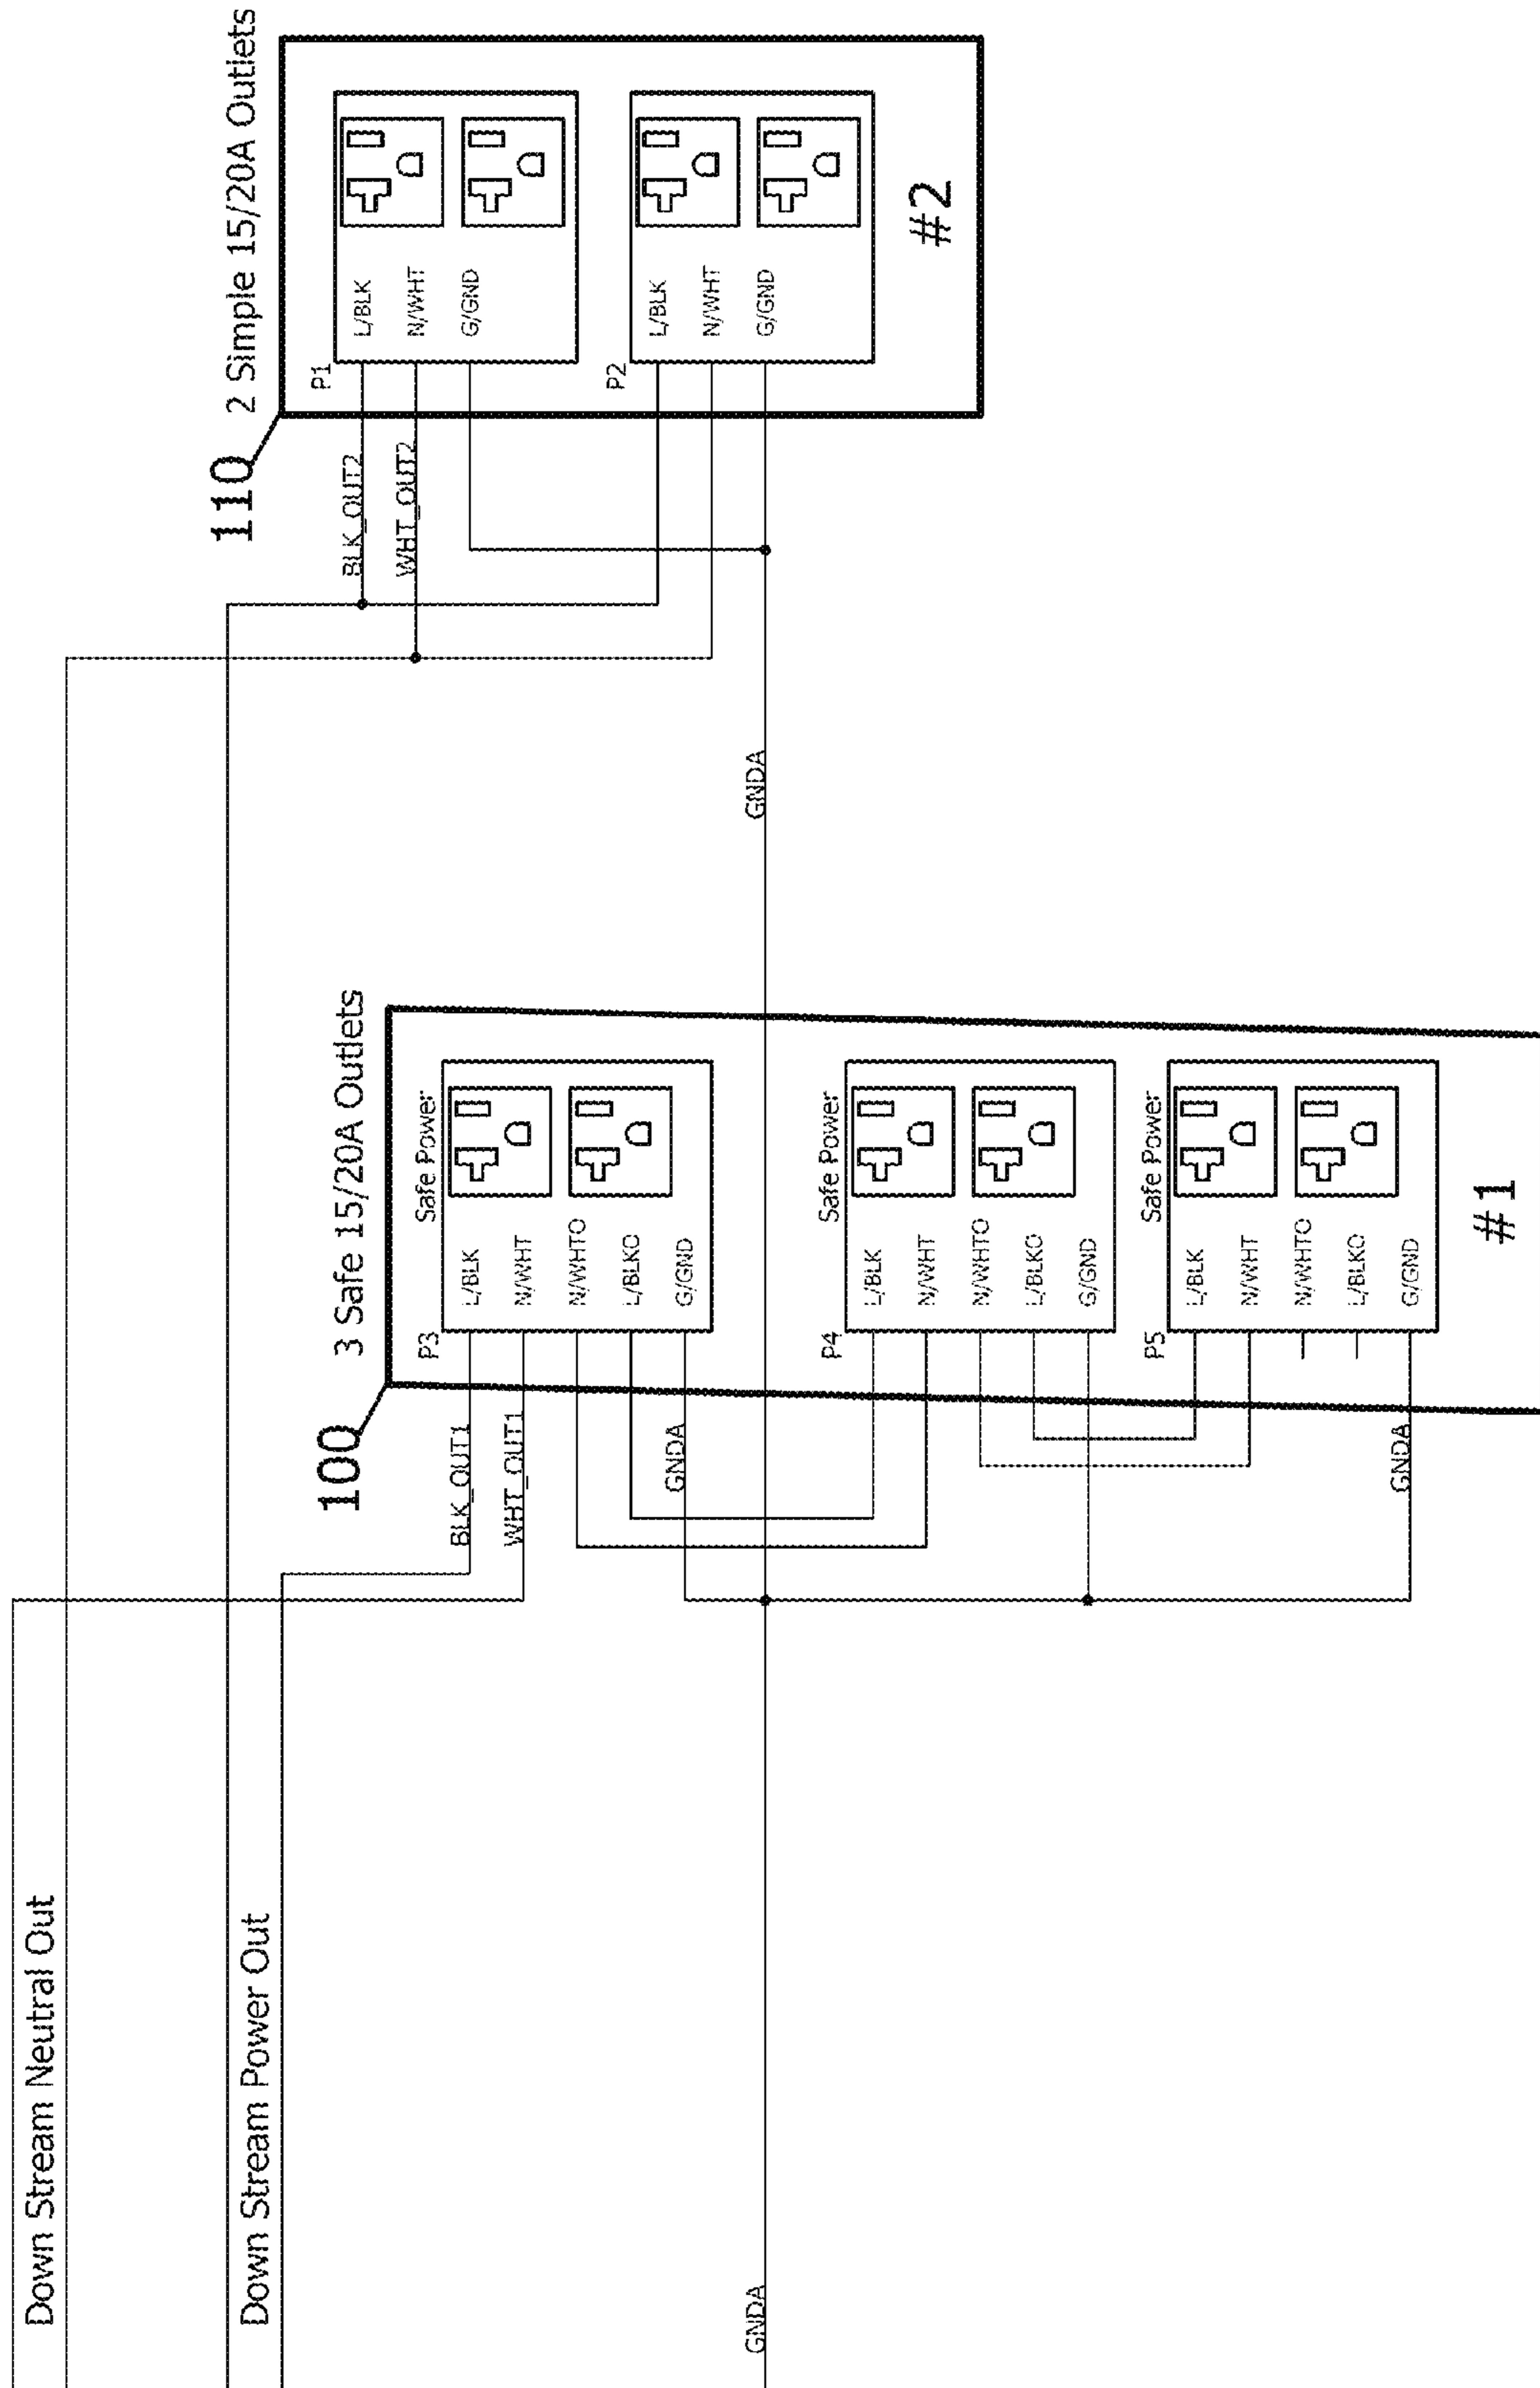 Down Stream Neutral Out
Down Stream Power Out
110
2 Simple 15/20A Outlets
BLK_OUT2
WHT_OUT2
P1
L/BLK
N/WHT
G/GND
P2
L/BLK
N/WHT
G/GND
#2
GNDA
GNDA
100
3 Safe 15/20A Outlets
BLK_OUT1
WHT_OUT1
GNDA
P3
Safe Power
L/BLK
N/WHT
N/WHTO
L/BLKO
G/GND
P4
Safe Power
L/BLK
N/WHT
N/WHTO
L/BLKO
G/GND
P5
Safe Power
L/BLK
N/WHT
N/WHTO
L/BLKO
G/GND
GNDA
#1